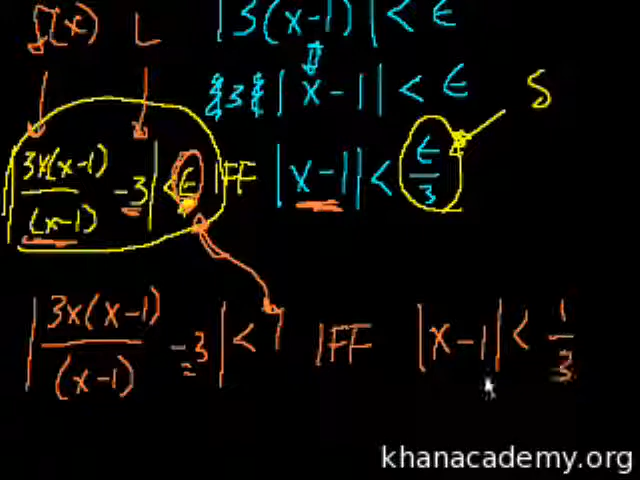 f(x) L |3(x-1)| < ϵ
|3| |x-1| < ϵ δ
|3x(x-1)/(x-1) - 3| < ϵ IFF |x-1| < ϵ/3
|3x(x-1)/(x-1) - 3| < 1 IFF |x-1| < 1/3
khanacademy.org